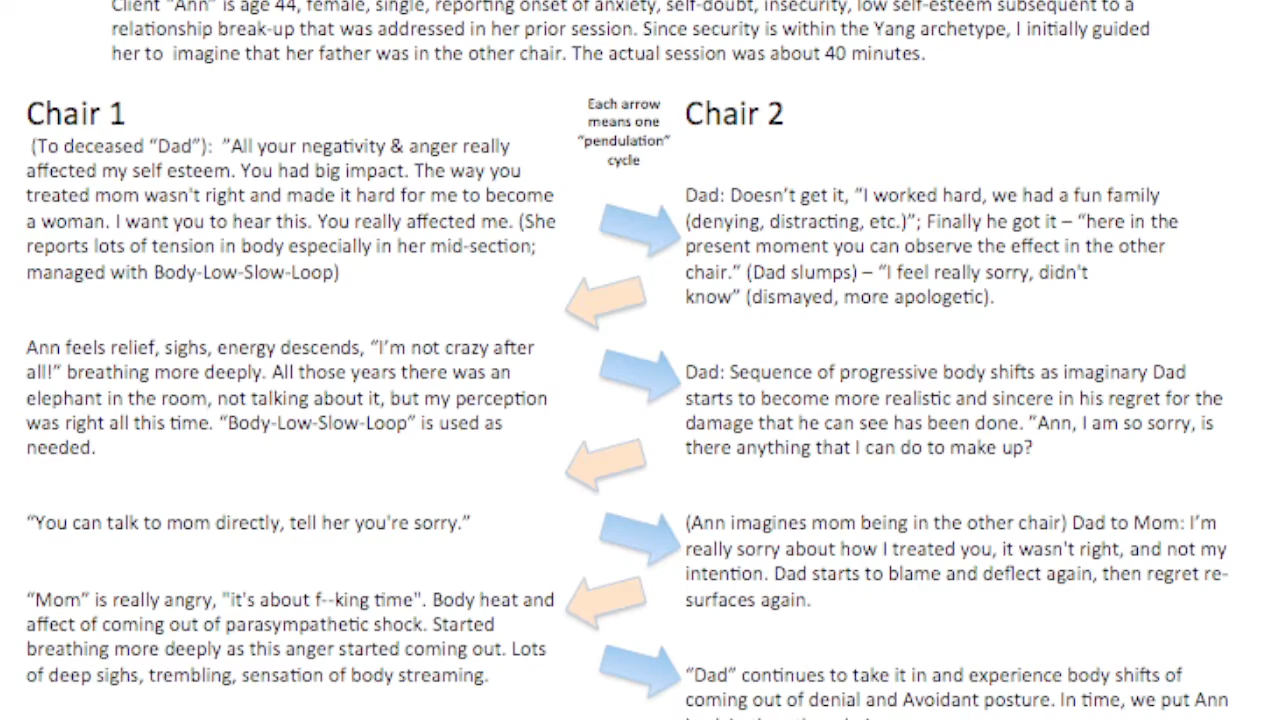 Client "Ann" is age 44, female, single, reporting onset of anxiety, self-doubt, insecurity, low self-esteem subsequent to a
relationship break-up that was addressed in her prior session. Since security is within the Yang archetype, I initially guided
her to  imagine that her father was in the other chair. The actual session was about 40 minutes.
Chair 1
(To deceased “Dad”):  ”All your negativity & anger really
affected my self esteem. You had big impact. The way you
treated mom wasn't right and made it hard for me to become
a woman. I want you to hear this. You really affected me. (She
reports lots of tension in body especially in her mid-section;
managed with Body-Low-Slow-Loop)
Ann feels relief, sighs, energy descends, “I’m not crazy after
all!” breathing more deeply. All those years there was an
elephant in the room, not talking about it, but my perception
was right all this time. “Body-Low-Slow-Loop” is used as
needed.
“You can talk to mom directly, tell her you're sorry.”
“Mom” is really angry, "it's about f--king time". Body heat and
affect of coming out of parasympathetic shock. Started
breathing more deeply as this anger started coming out. Lots
of deep sighs, trembling, sensation of body streaming.
Each arrow
means one
“pendulation”
cycle
Chair 2
Dad: Doesn’t get it, “I worked hard, we had a fun family
(denying, distracting, etc.)”; Finally he got it – “here in the
present moment you can observe the effect in the other
chair.” (Dad slumps) – “I feel really sorry, didn't
know” (dismayed, more apologetic).
Dad: Sequence of progressive body shifts as imaginary Dad
starts to become more realistic and sincere in his regret for the
damage that he can see has been done. “Ann, I am so sorry, is
there anything that I can do to make up?
(Ann imagines mom being in the other chair) Dad to Mom: I’m
really sorry about how I treated you, it wasn't right, and not my
intention. Dad starts to blame and deflect again, then regret re-
surfaces again.
“Dad” continues to take it in and experience body shifts of
coming out of denial and Avoidant posture. In time, we put Ann